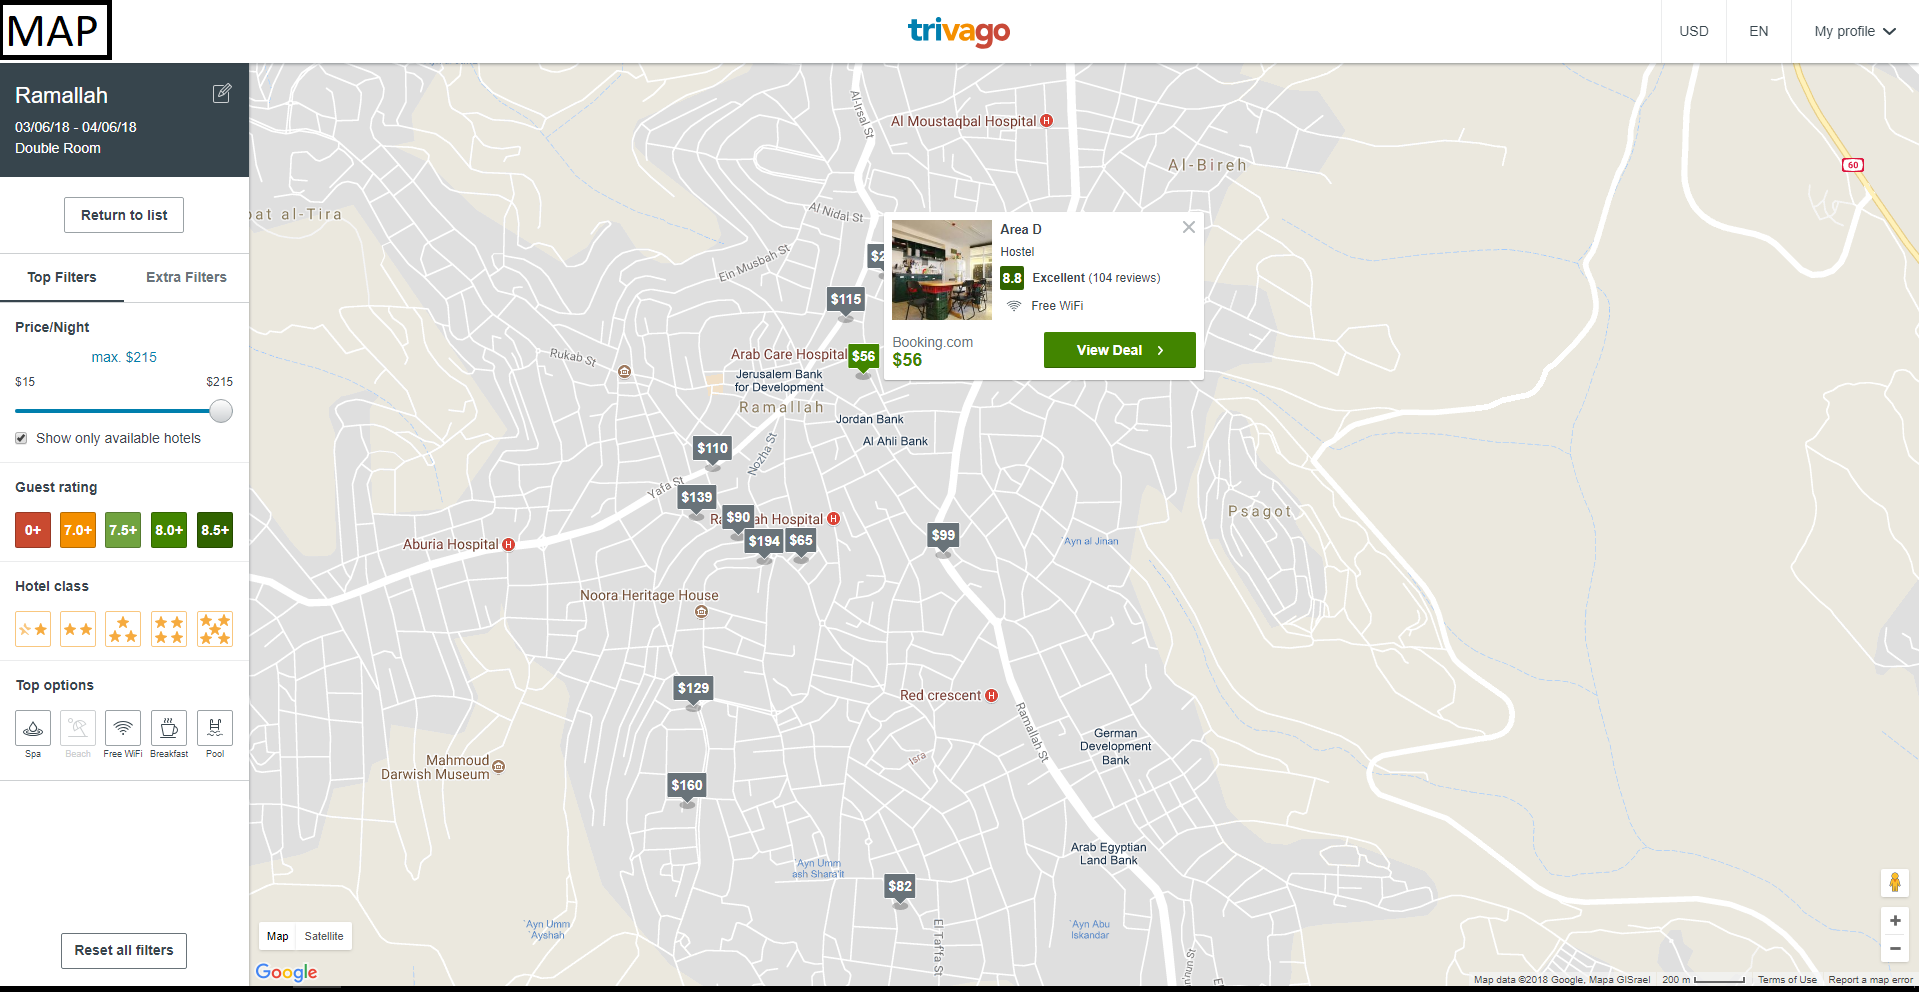 MAP
trivago
USD
EN
My profile
Ramallah
03/06/18 - 04/06/18
Double Room
Return to list
Top Filters
Extra Filters
Price/Night
max. $215
$15
$215
Show only available hotels
Guest rating
0+
7.0+
7.5+
8.0+
8.5+
Hotel class
Top options
Spa
Beach
Free WiFi
Breakfast
Pool
Reset all filters
Al-Irsal St
Al Moustaqbal Hospital
H
Al-Bireh
60
al-Tira
Al Nidal St
Ein Musbah St
$115
Area D
Hostel
8.8
Excellent (104 reviews)
Free WiFi
Booking.com
$56
View Deal
Rukab St
Arab Care Hospital
$56
Jerusalem Bank
for Development
Ramallah
Jordan Bank
Al Ahli Bank
$110
Nozha St
Yafa St
$139
$90
Hospital
H
$194
$65
$99
Aburia Hospital
H
Psagot
'Ayn al Jinan
Noora Heritage House
$129
Red crescent
H
Ramallah St
German
Development
Bank
Isra
Mahmoud
Darwish Museum
$160
Arab Egyptian
Land Bank
'Ayn Umm
ash Shara'it
$82
'Ayn Umm
'Ayshah
'Ayn Abu
Iskandar
El Tafa St
Map
Satellite
Google
+
−
Map data ©2018 Google, Mapa GISrael
200 m
Terms of Use
Report a map error